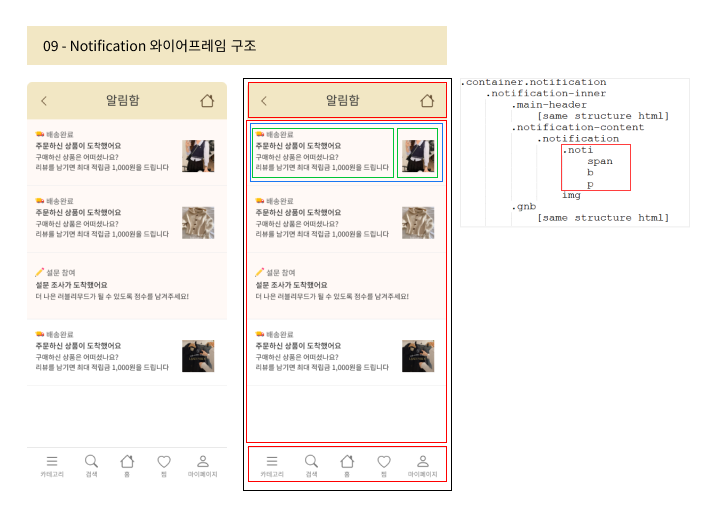 09 - Notification 와이어프레임 구조
알림함
배송완료
주문하신 상품이 도착했어요
구매하신 상품은 어떠셨나요?
리뷰를 남기면 최대 적립금 1,000원을 드립니다
배송완료
주문하신 상품이 도착했어요
구매하신 상품은 어떠셨나요?
리뷰를 남기면 최대 적립금 1,000원을 드립니다
설문 참여
설문 조사가 도착했어요
더 나은 러블리무드가 될 수 있도록 점수를 남겨주세요!
배송완료
주문하신 상품이 도착했어요
구매하신 상품은 어떠셨나요?
리뷰를 남기면 최대 적립금 1,000원을 드립니다
카테고리 검색 홈 찜 마이페이지
알림함
배송완료
주문하신 상품이 도착했어요
구매하신 상품은 어떠셨나요?
리뷰를 남기면 최대 적립금 1,000원을 드립니다
배송완료
주문하신 상품이 도착했어요
구매하신 상품은 어떠셨나요?
리뷰를 남기면 최대 적립금 1,000원을 드립니다
설문 참여
설문 조사가 도착했어요
더 나은 러블리무드가 될 수 있도록 점수를 남겨주세요!
배송완료
주문하신 상품이 도착했어요
구매하신 상품은 어떠셨나요?
리뷰를 남기면 최대 적립금 1,000원을 드립니다
카테고리 검색 홈 찜 마이페이지
.container.notification
.notification-inner
.main-header
[same structure html]
.notification-content
.notification
.noti
span
b
p
img
.gnb
[same structure html]